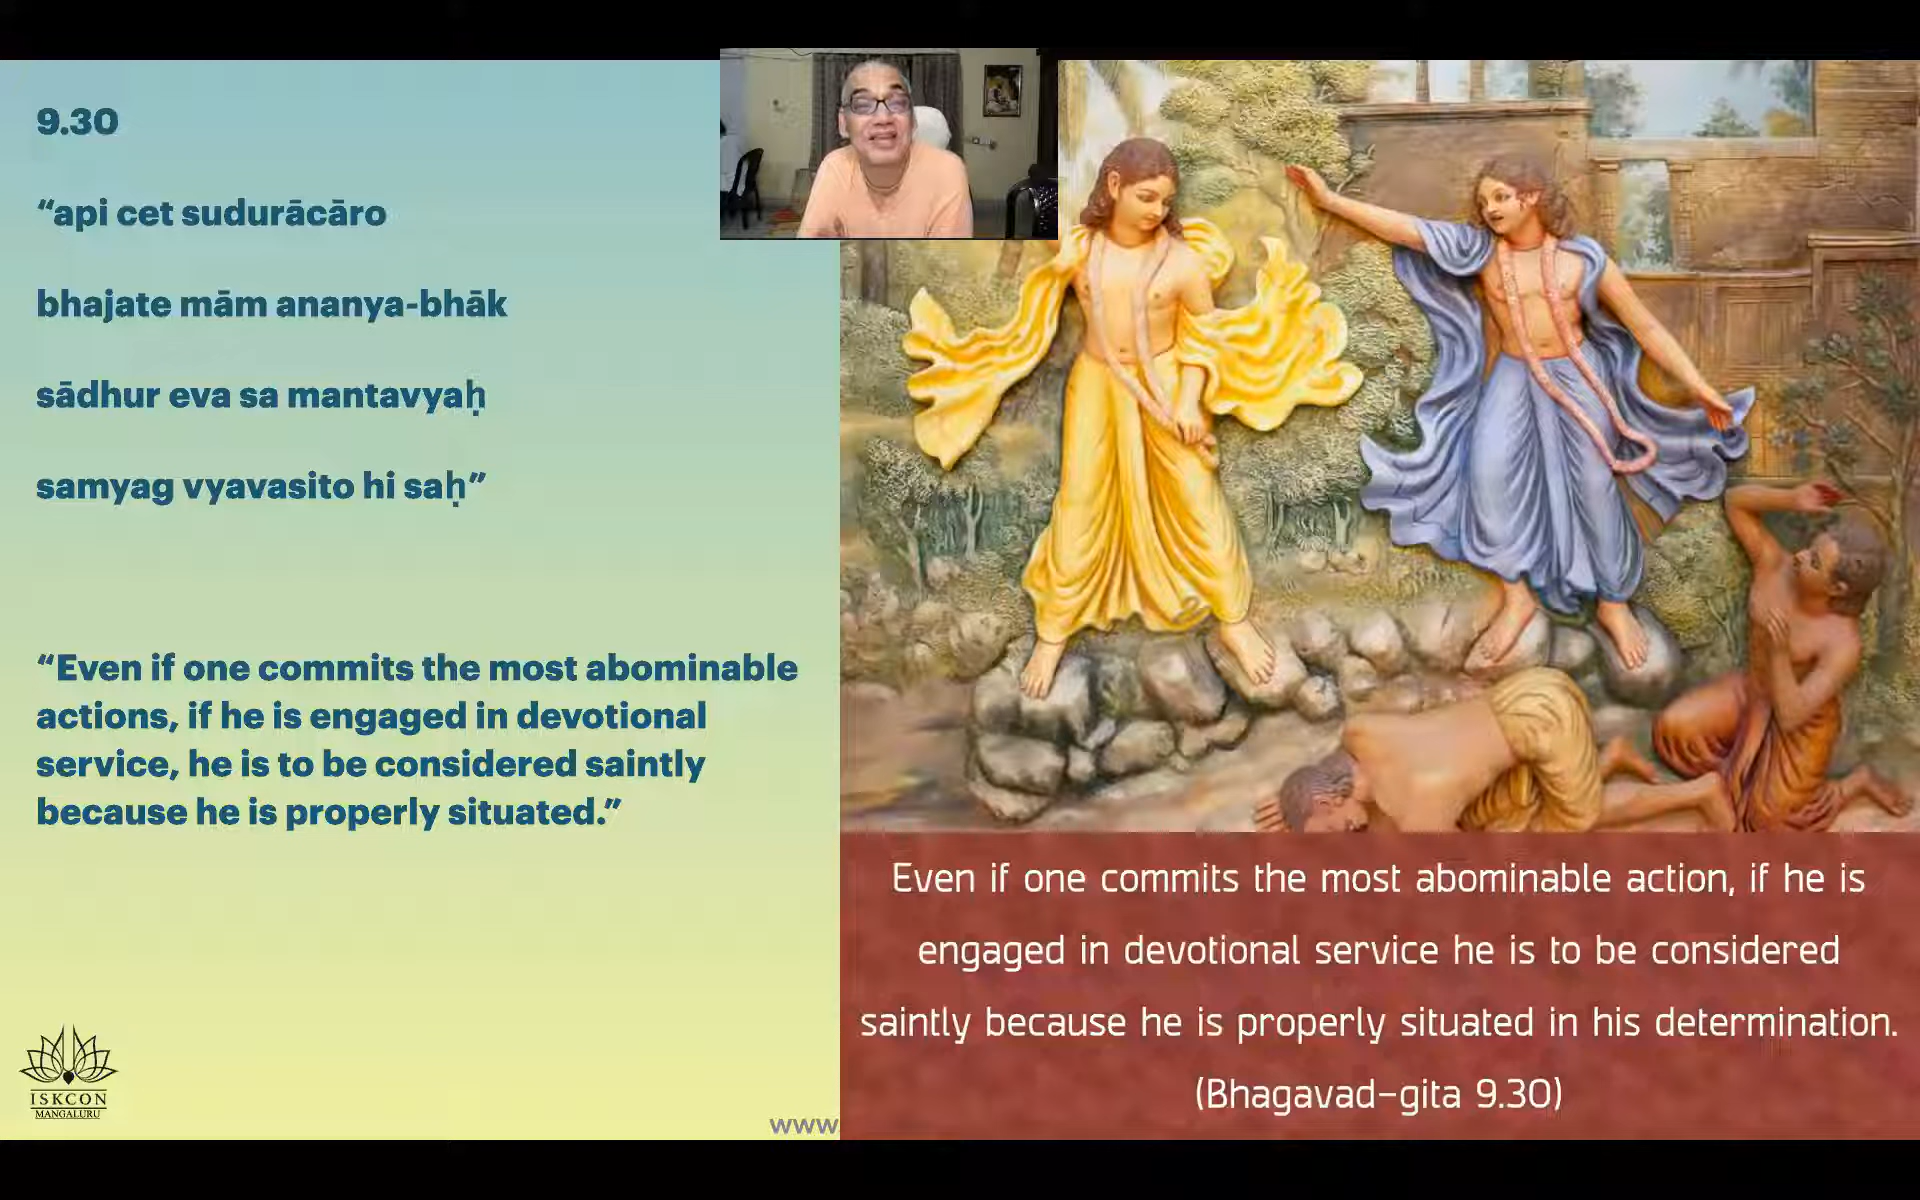 9.30
“api cet sudurācāro
bhajate mām ananya-bhāk
sādhur eva sa mantavyaḥ
samyag vyavasito hi saḥ”
“Even if one commits the most abominable
actions, if he is engaged in devotional
service, he is to be considered saintly
because he is properly situated.”
ISKCON
MANGALURU
www.
Even if one commits the most abominable action, if he is
engaged in devotional service he is to be considered
saintly because he is properly situated in his determination.
(Bhagavad-gita 9.30)